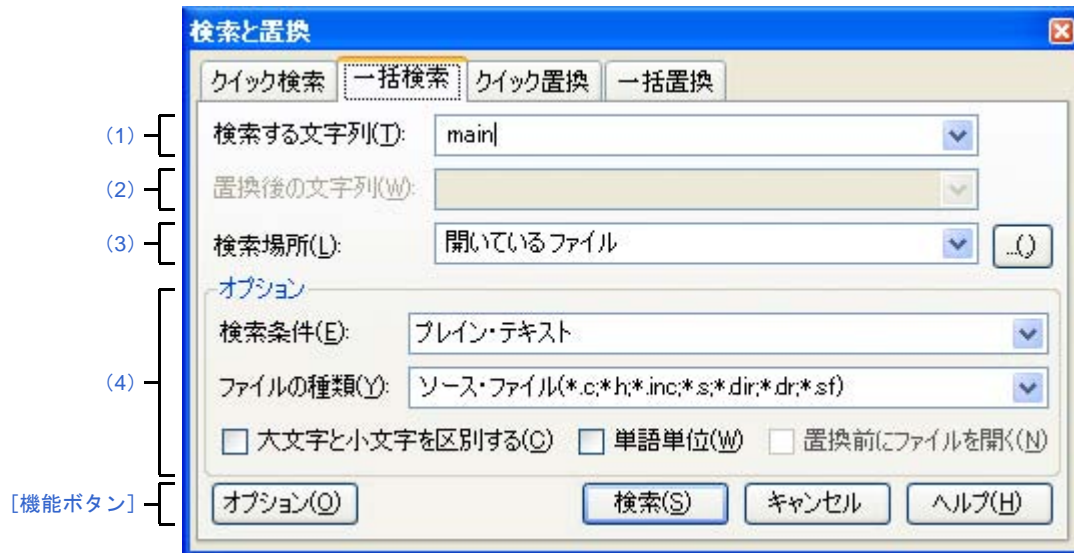 検索と置換
クイック検索 一括検索 クイック置換 一括置換
(1) 検索する文字列(T): main
(2) 置換後の文字列(W):
(3) 検索場所(L): 開いているファイル ...()
オプション
検索条件(E): プレイン・テキスト
(4) ファイルの種類(Y): ソース・ファイル(*.c;*h;*.inc;*s;*dir;*dr;*sf)
大文字と小文字を区別する(C) 単語単位(W) 置換前にファイルを開く(N)
[機能ボタン] オプション(O) 検索(S) キャンセル ヘルプ(H)